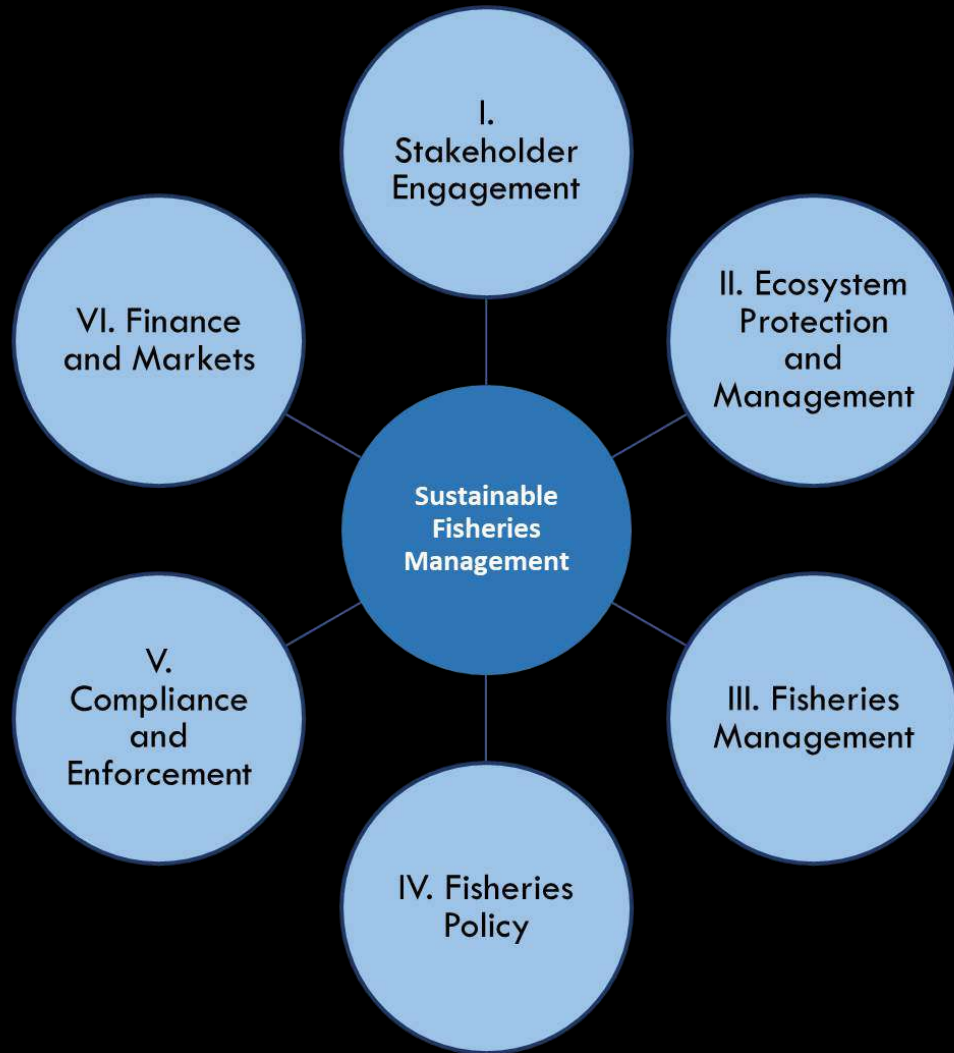 I.
Stakeholder
Engagement
II. Ecosystem
Protection
and
Management
III. Fisheries
Management
IV. Fisheries
Policy
V.
Compliance
and
Enforcement
VI. Finance
and Markets
Sustainable
Fisheries
Management